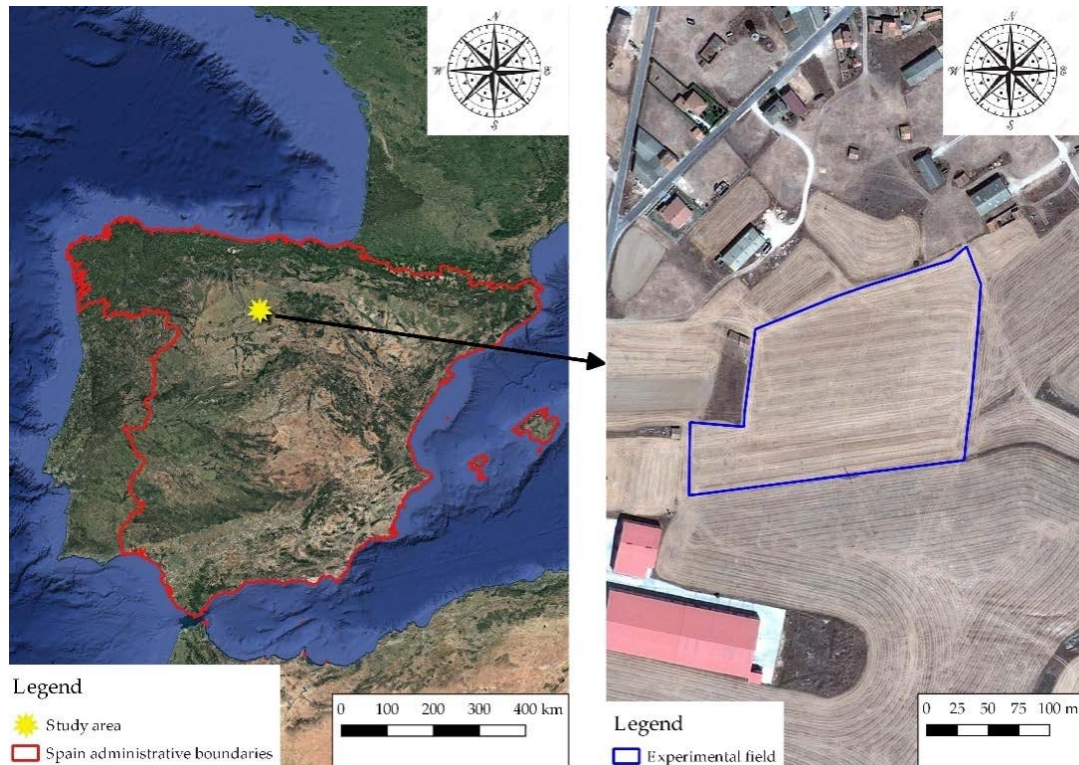 N
W E
S
Legend
Study area
Spain administrative boundaries
0 100 200 300 400 km
N
W E
S
Legend
Experimental field
0 25 50 75 100 m